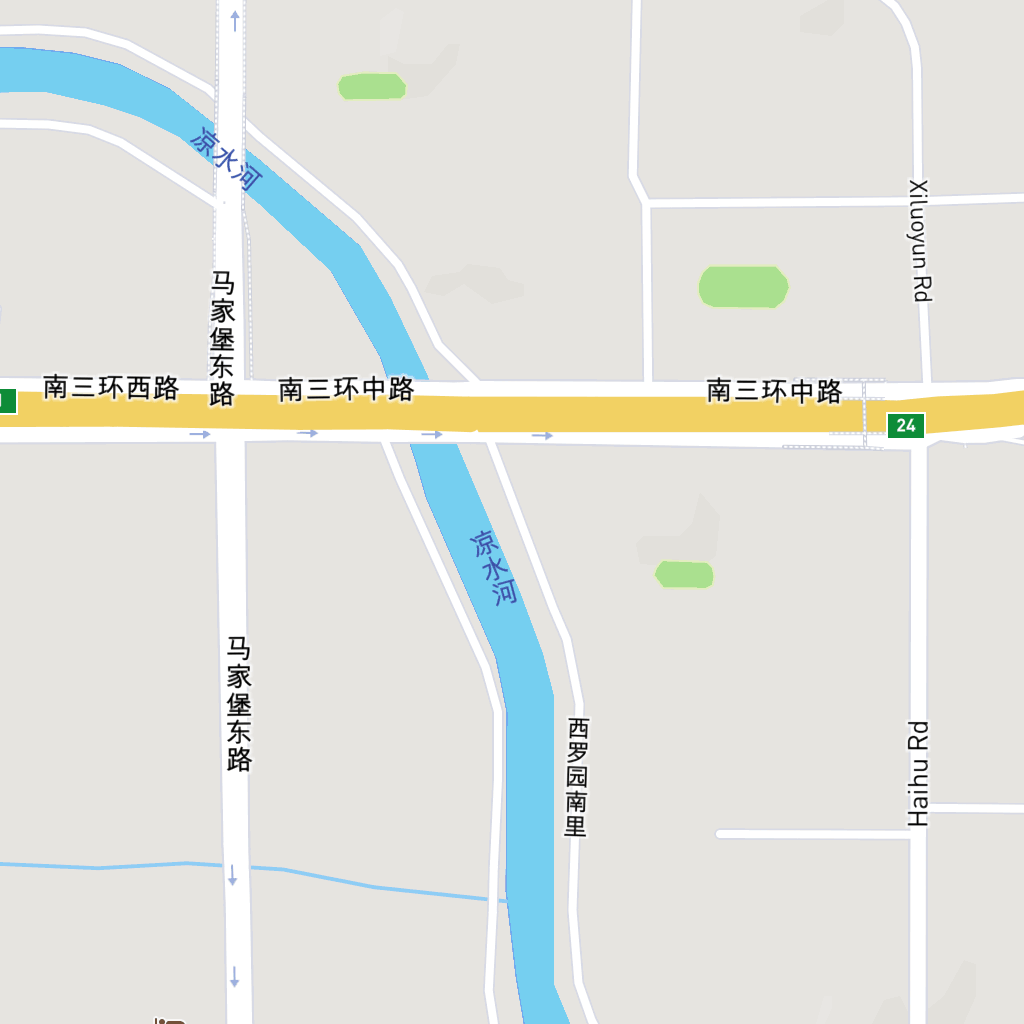 凉水河
Xiluoyun Rd
马家堡东路
南三环西路
南三环中路
南三环中路
24
凉水河
马家堡东路
西罗园南里
Haihu Rd